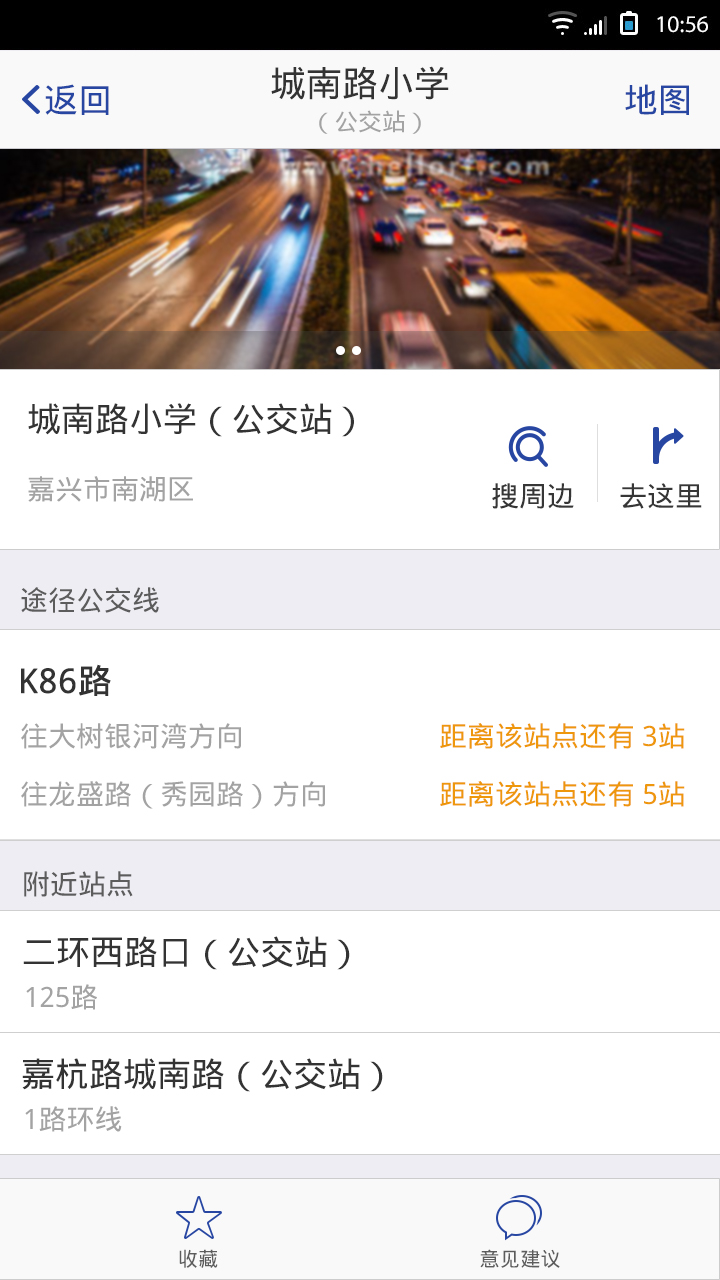 10:56
返回
城南路小学
地图
（公交站）
www.hellorf.com
城南路小学（公交站）
嘉兴市南湖区
搜周边
去这里
途径公交线
K86路
往大树银河湾方向
距离该站点还有 3站
往龙盛路（秀园路）方向
距离该站点还有 5站
附近站点
二环西路口（公交站）
125路
嘉杭路城南路（公交站）
1路环线
收藏
意见建议